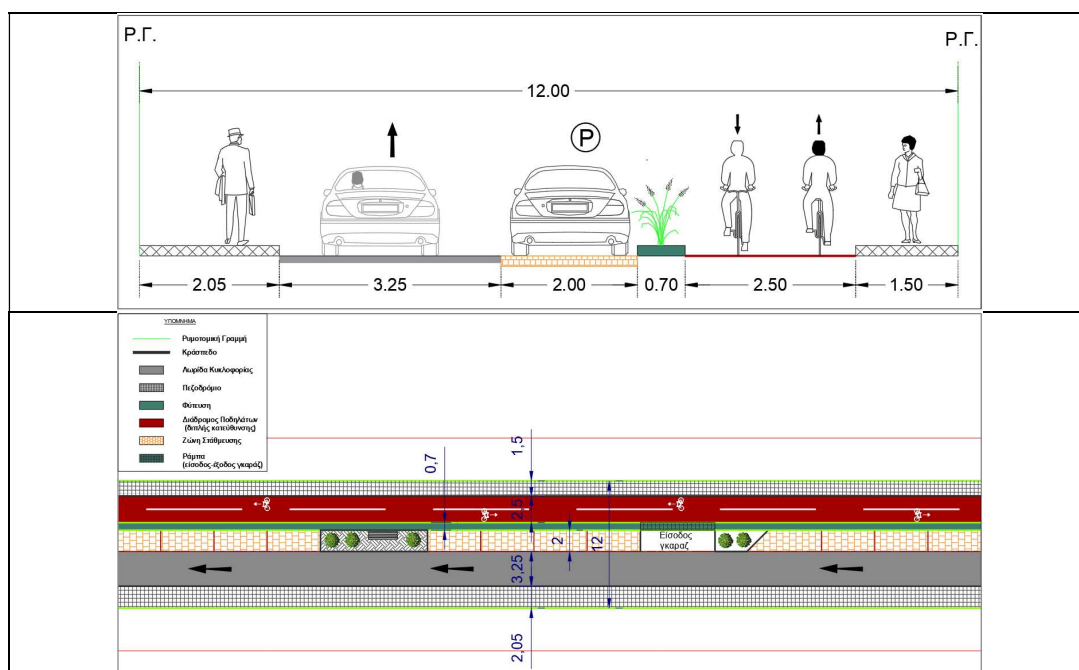 Ρ.Γ.
Ρ.Γ.
12.00
P
2.05
3.25
2.00
0.70
2.50
1.50
ΥΠΟΜΝΗΜΑ
Ρυμοτομική Γραμμή
Κράσπεδο
Λωρίδα Κυκλοφορίας
Πεζοδρόμιο
Φύτευση
Διάδρομος Ποδηλάτων
(διπλής κατεύθυνσης)
Ζώνη Στάθμευσης
Ράμπα
(είσοδος-έξοδος γκαράζ)
0,7
1,5
2,5
2
12
Είσοδος
γκαραζ
3,25
2,05